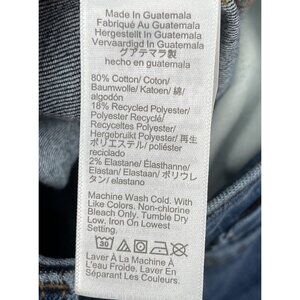 Made In Guatemala
Fabriqué Au Guatemala
Hergestellt In Guatemala
Vervaardigd In Guatemala
グアテマラ製
hecho en guatemala
80% Cotton/ Coton/
Baumwolle/ Katoen/ 綿/
algodón
18% Recycled Polyester/
Polyester Recyclé/
Recyceltes Polyester/
Hergebruikt Polyester/ 再生
ポリエステル/ poliéster
reciclado
2% Elastane/ Élasthanne/
Elastan/ Elastaan/ ポリウレ
タン/ elastano
Machine Wash Cold. With
Like Colors. Non-chlorine
Bleach Only. Tumble Dry
Low. Iron On Lowest
Setting.
30
Laver À La Machine À
L'eau Froide. Laver En
Séparant Les Couleurs.